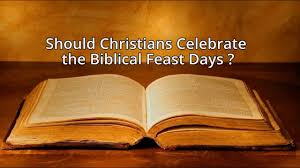 Should Christians Celebrate
the Biblical Feast Days ?